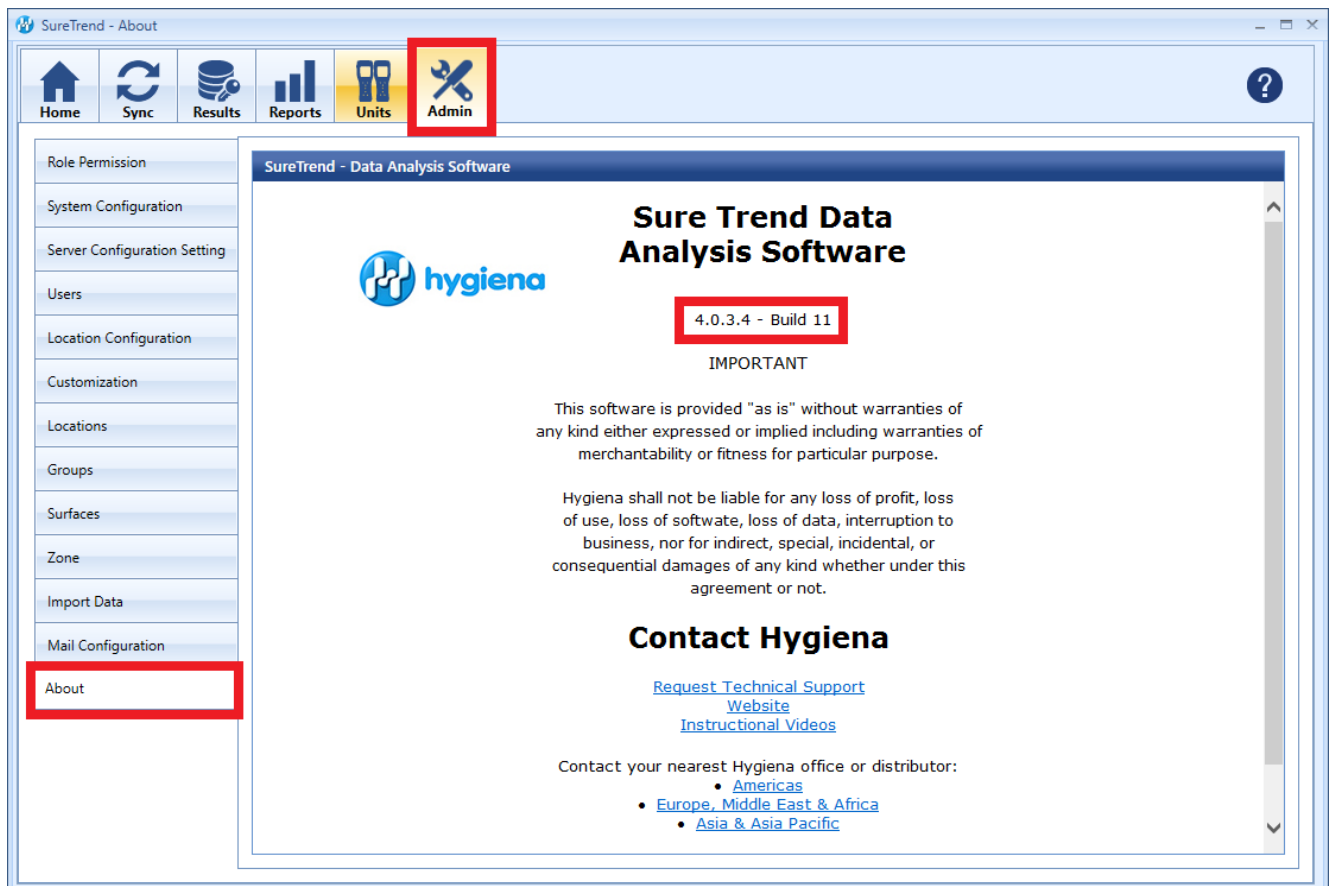 SureTrend - About
Home
Sync
Results
Reports
Units
Admin
?
Role Permission
System Configuration
Server Configuration Setting
Users
Location Configuration
Customization
Locations
Groups
Surfaces
Zone
Import Data
Mail Configuration
About
SureTrend - Data Analysis Software
hygiena
Sure Trend Data
Analysis Software
4.0.3.4 - Build 11
IMPORTANT
This software is provided "as is" without warranties of
any kind either expressed or implied including warranties of
merchantability or fitness for particular purpose.
Hygiena shall not be liable for any loss of profit, loss
of use, loss of softwate, loss of data, interruption to
business, nor for indirect, special, incidental, or
consequential damages of any kind whether under this
agreement or not.
Contact Hygiena
Request Technical Support
Website
Instructional Videos
Contact your nearest Hygiena office or distributor:
• Americas
• Europe, Middle East & Africa
• Asia & Asia Pacific